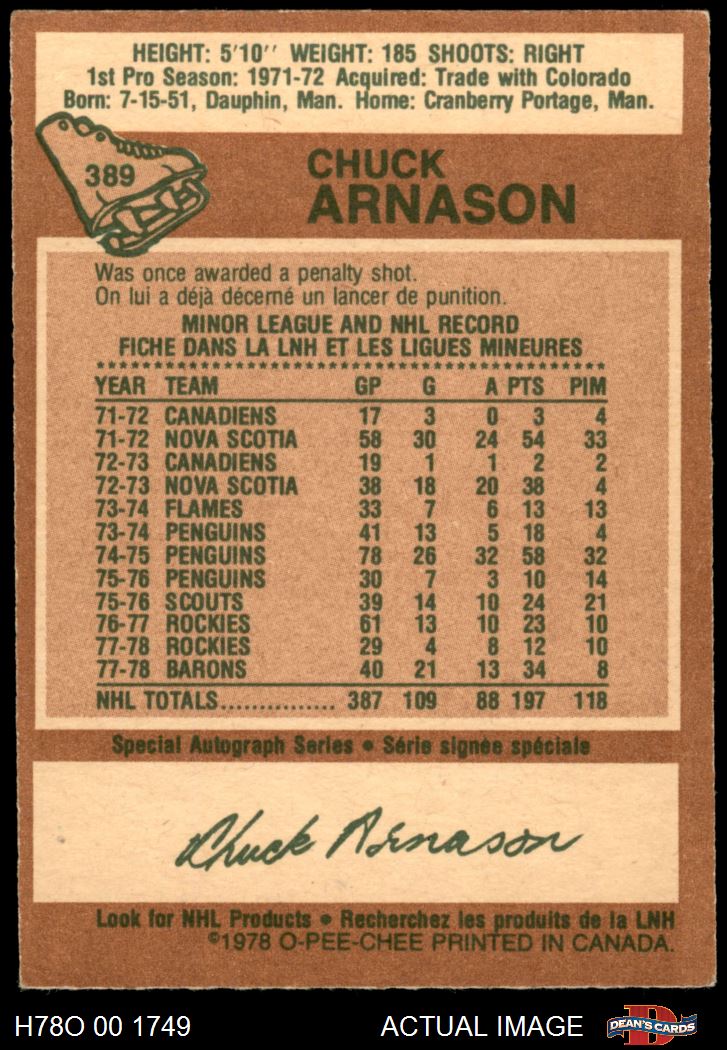 HEIGHT: 5'10'' WEIGHT: 185 SHOOTS: RIGHT
1st Pro Season: 1971-72 Acquired: Trade with Colorado
Born: 7-15-51, Dauphin, Man. Home: Cranberry Portage, Man.
389
CHUCK
ARNASON
Was once awarded a penalty shot.
On lui a déjà décerné un lancer de punition.
MINOR LEAGUE AND NHL RECORD
FICHE DANS LA LNH ET LES LIGUES MINEURES
YEAR TEAM GP G A PTS PIM
71-72 CANADIENS 17 3 0 3 4
71-72 NOVA SCOTIA 58 30 24 54 33
72-73 CANADIENS 19 1 1 2 2
72-73 NOVA SCOTIA 38 18 20 38 4
73-74 FLAMES 33 7 6 13 13
73-74 PENGUINS 41 13 5 18 4
74-75 PENGUINS 78 26 32 58 32
75-76 PENGUINS 30 7 3 10 14
75-76 SCOUTS 39 14 10 24 21
76-77 ROCKIES 61 13 10 23 10
77-78 ROCKIES 29 4 8 12 10
77-78 BARONS 40 21 13 34 8
NHL TOTALS............... 387 109 88 197 118
Special Autograph Series • Série signée spéciale
Chuck Arnason
Look for NHL Products • Recherchez les produits de la LNH
©1978 O-PEE-CHEE PRINTED IN CANADA.
H78O 00 1749 ACTUAL IMAGE D DEAN'S CARDS